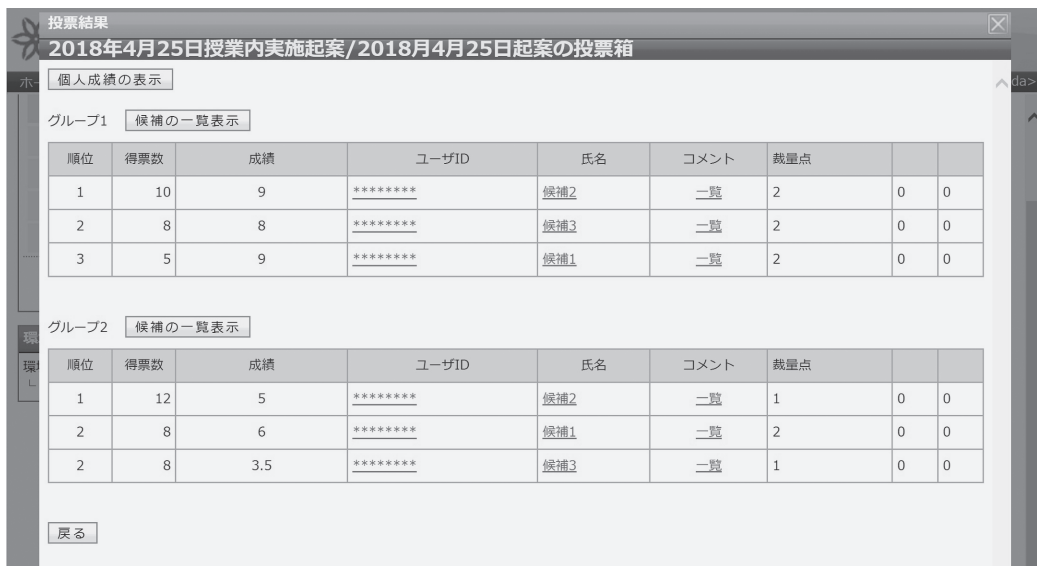 投票結果
2018年4月25日授業内実施起案/2018月4月25日起案の投票箱
ホー
da>
個人成績の表示
グループ1 候補の一覧表示
順位 得票数 成績 ユーザID 氏名 コメント 裁量点
1 10 9 ******** 候補2 一覧 2 0 0
2 8 8 ******** 候補3 一覧 2 0 0
3 5 9 ******** 候補1 一覧 2 0 0
グループ2 候補の一覧表示
順位 得票数 成績 ユーザID 氏名 コメント 裁量点
1 12 5 ******** 候補2 一覧 1 0 0
2 8 6 ******** 候補1 一覧 2 0 0
2 8 3.5 ******** 候補3 一覧 1 0 0
戻る